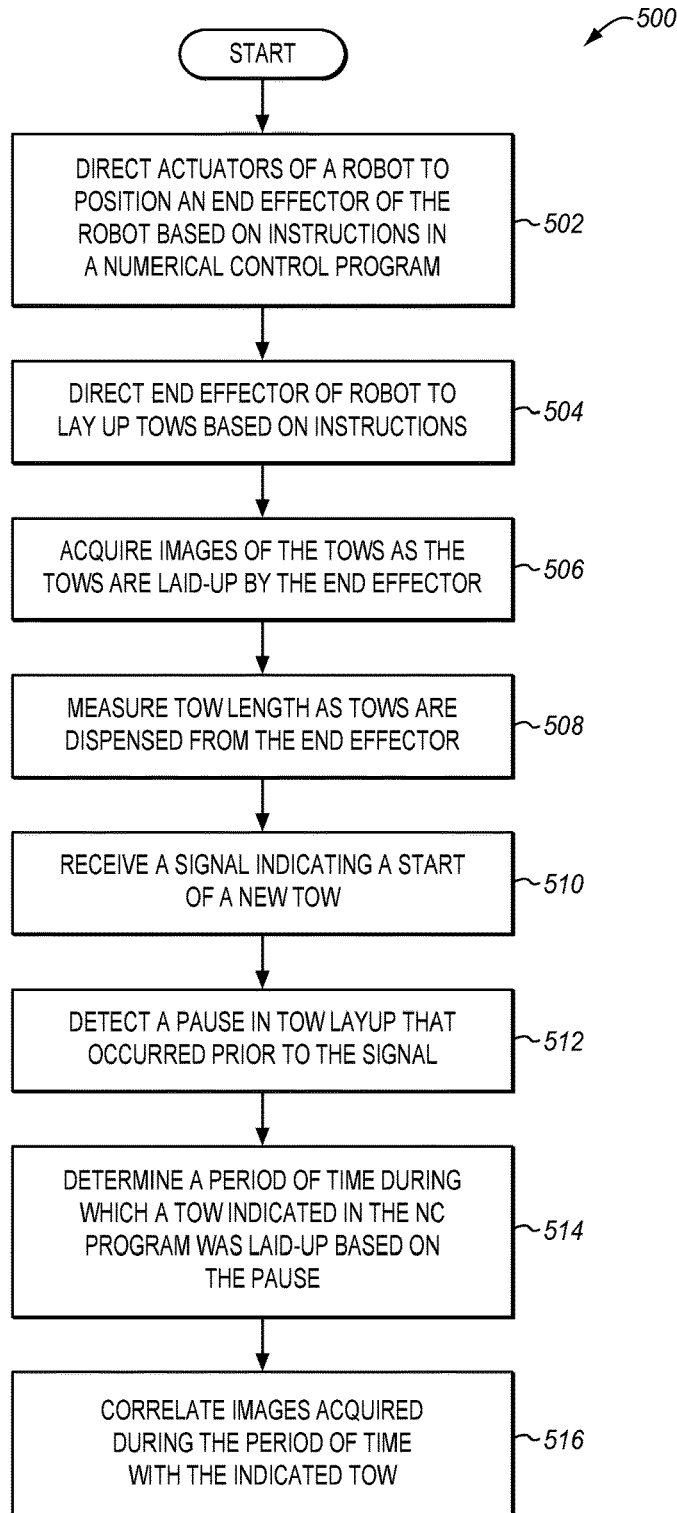 500
START
DIRECT ACTUATORS OF A ROBOT TO
POSITION AN END EFFECTOR OF THE
ROBOT BASED ON INSTRUCTIONS IN
A NUMERICAL CONTROL PROGRAM
502
DIRECT END EFFECTOR OF ROBOT TO
LAY UP TOWS BASED ON INSTRUCTIONS
504
ACQUIRE IMAGES OF THE TOWS AS THE
TOWS ARE LAID-UP BY THE END EFFECTOR
506
MEASURE TOW LENGTH AS TOWS ARE
DISPENSED FROM THE END EFFECTOR
508
RECEIVE A SIGNAL INDICATING A START
OF A NEW TOW
510
DETECT A PAUSE IN TOW LAYUP THAT
OCCURRED PRIOR TO THE SIGNAL
512
DETERMINE A PERIOD OF TIME DURING
WHICH A TOW INDICATED IN THE NC
PROGRAM WAS LAID-UP BASED ON
THE PAUSE
514
CORRELATE IMAGES ACQUIRED
DURING THE PERIOD OF TIME
WITH THE INDICATED TOW
516